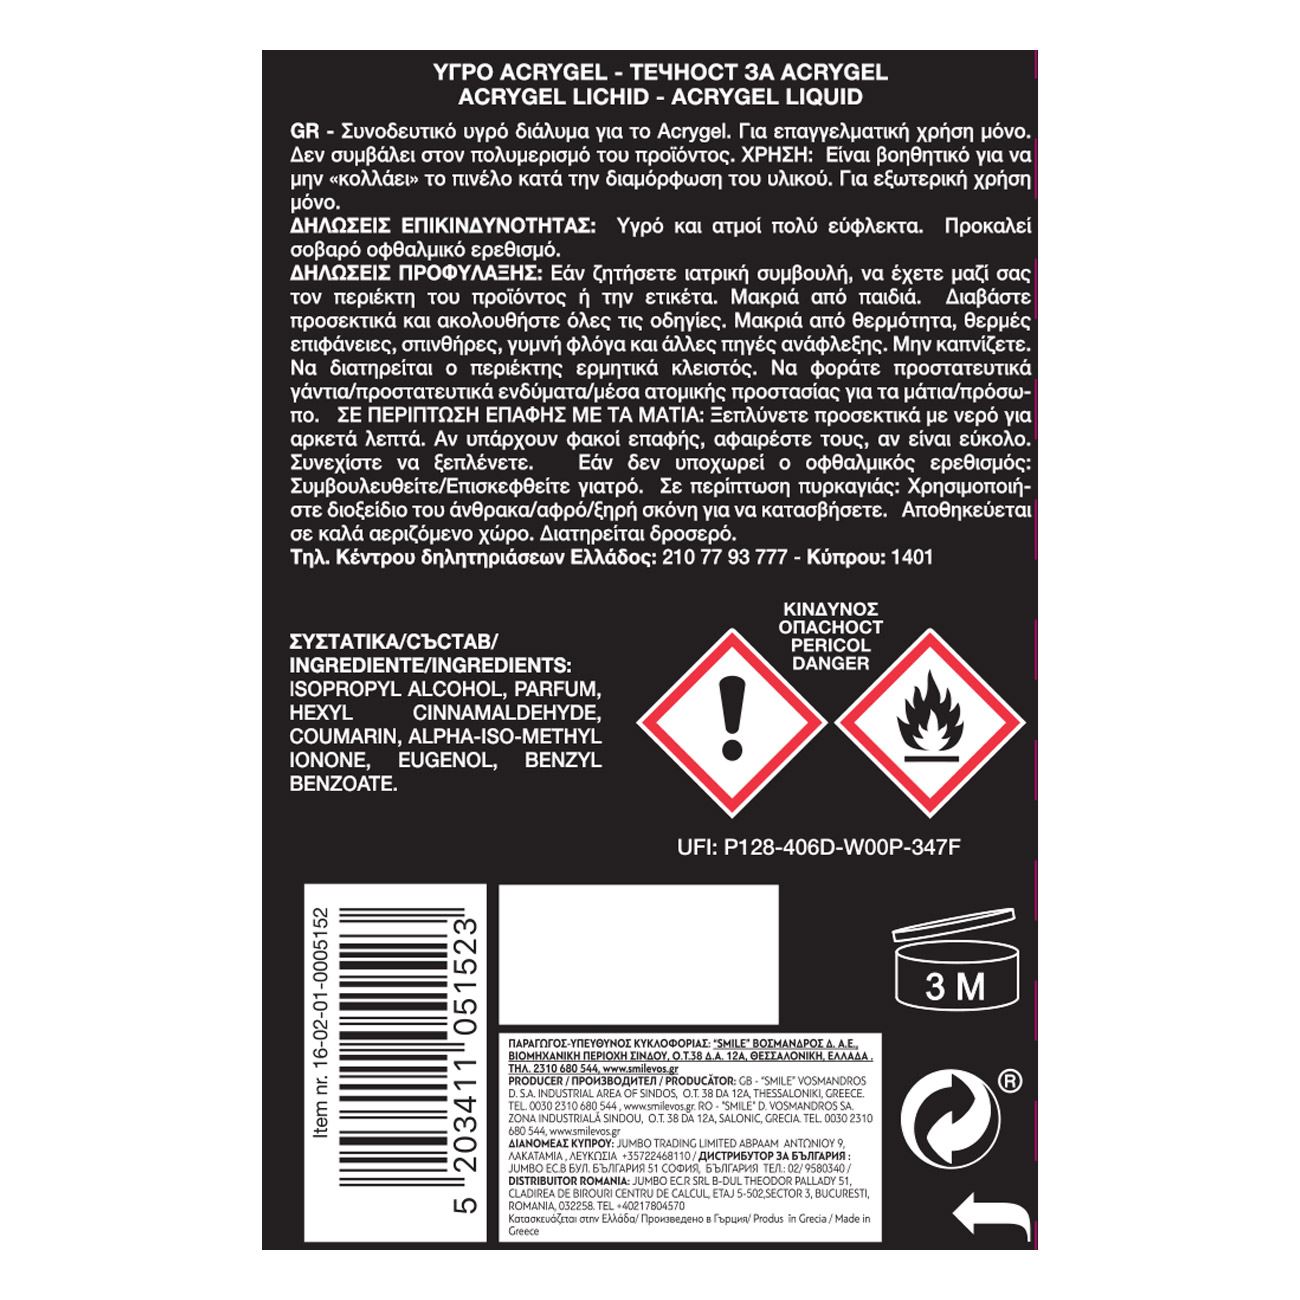 ΥΓΡΟ ACRYGEL - ТЕЧНОСТ ЗА ACRYGEL
ACRYGEL LICHID - ACRYGEL LIQUID
GR - Συνοδευτικό υγρό διάλυμα για το Acrygel. Για επαγγελματική χρήση μόνο.
Δεν συμβάλει στον πολυμερισμό του προϊόντος. ΧΡΗΣΗ: Είναι βοηθητικό για να
μην «κολλάει» το πινέλο κατά την διαμόρφωση του υλικού. Για εξωτερική χρήση
μόνο.
ΔΗΛΩΣΕΙΣ ΕΠΙΚΙΝΔΥΝΟΤΗΤΑΣ: Υγρό και ατμοί πολύ εύφλεκτα. Προκαλεί
σοβαρό οφθαλμικό ερεθισμό.
ΔΗΛΩΣΕΙΣ ΠΡΟΦΥΛΑΞΗΣ: Εάν ζητήσετε ιατρική συμβουλή, να έχετε μαζί σας
τον περιέκτη του προϊόντος ή την ετικέτα. Μακριά από παιδιά. Διαβάστε
προσεκτικά και ακολουθήστε όλες τις οδηγίες. Μακριά από θερμότητα, θερμές
επιφάνειες, σπινθήρες, γυμνή φλόγα και άλλες πηγές ανάφλεξης. Μην καπνίζετε.
Να διατηρείται ο περιέκτης ερμητικά κλειστός. Να φοράτε προστατευτικά
γάντια/προστατευτικά ενδύματα/μέσα ατομικής προστασίας για τα μάτια/πρόσω-
πο. ΣΕ ΠΕΡΙΠΤΩΣΗ ΕΠΑΦΗΣ ΜΕ ΤΑ ΜΑΤΙΑ: Ξεπλύνετε προσεκτικά με νερό για
αρκετά λεπτά. Αν υπάρχουν φακοί επαφής, αφαιρέστε τους, αν είναι εύκολο.
Συνεχίστε να ξεπλένετε. Εάν δεν υποχωρεί ο οφθαλμικός ερεθισμός:
Συμβουλευθείτε/Επισκεφθείτε γιατρό. Σε περίπτωση πυρκαγιάς: Χρησιμοποιή-
στε διοξείδιο του άνθρακα/αφρό/ξηρή σκόνη για να κατασβήσετε. Αποθηκεύεται
σε καλά αεριζόμενο χώρο. Διατηρείται δροσερό.
Τηλ. Κέντρου δηλητηριάσεων Ελλάδος: 210 77 93 777 - Κύπρου: 1401
ΚΙΝΔΥΝΟΣ
ОПАСНОСТ
PERICOL
DANGER
ΣΥΣΤΑΤΙΚΑ/СЪСТАВ/
INGREDIENTE/INGREDIENTS:
ISOPROPYL ALCOHOL, PARFUM,
HEXYL CINNAMALDEHYDE,
COUMARIN, ALPHA-ISO-METHYL
IONONE, EUGENOL, BENZYL
BENZOATE.
UFI: P128-406D-W00P-347F
Item nr. 16-02-01-0005152
5 203411 051523
3 M
ΠΑΡΑΓΩΓΟΣ-ΥΠΕΥΘΥΝΟΣ ΚΥΚΛΟΦΟΡΙΑΣ: "SMILE" ΒΟΣΜΑΝΔΡΟΣ Δ. Α.Ε.,
ΒΙΟΜΗΧΑΝΙΚΗ ΠΕΡΙΟΧΗ ΣΙΝΔΟΥ, Ο.Τ.38 Δ.Α. 12Α, ΘΕΣΣΑΛΟΝΙΚΗ, ΕΛΛΑΔΑ .
ΤΗΛ. 2310 680 544, www.smilevos.gr
PRODUCER / ПРОИЗВОДИТЕЛ / PRODUCĂTOR: GB - "SMILE" VOSMANDROS
D. S.A. INDUSTRIAL AREA OF SINDOS, O.T. 38 DA 12A, THESSALONIKI, GREECE.
TEL. 0030 2310 680 544 , www.smilevos.gr. RO - "SMILE" D. VOSMANDROS SA.
ZONA INDUSTRIALĂ SINDOU, O.T. 38 DA 12A, SALONIC, GRECIA. TEL. 0030 2310
680 544, www.smilevos.gr
ΔΙΑΝΟΜΕΑΣ ΚΥΠΡΟΥ: JUMBO TRADING LIMITED ΑΒΡΑΑΜ ΑΝΤΩΝΙΟΥ 9,
ΛΑΚΑΤΑΜΙΑ , ΛΕΥΚΩΣΙΑ +35722468110 / ДИСТРИБУТОР ЗА БЪЛГАРИЯ :
JUMBO EC.B БУЛ. БЪЛГАРИЯ 51 СОФИЯ, БЪЛГАРИЯ ТЕЛ.: 02/ 9580340 /
DISTRIBUITOR ROMANIA: JUMBO EC.R SRL B-DUL THEODOR PALLADY 51,
CLADIREA DE BIROURI CENTRU DE CALCUL, ETAJ 5-502,SECTOR 3, BUCURESTI,
ROMANIA, 032258. TEL +40217804570
Κατασκευάζεται στην Ελλάδα/ Произведено в Гърция/ Produs în Grecia / Made in
Greece
®